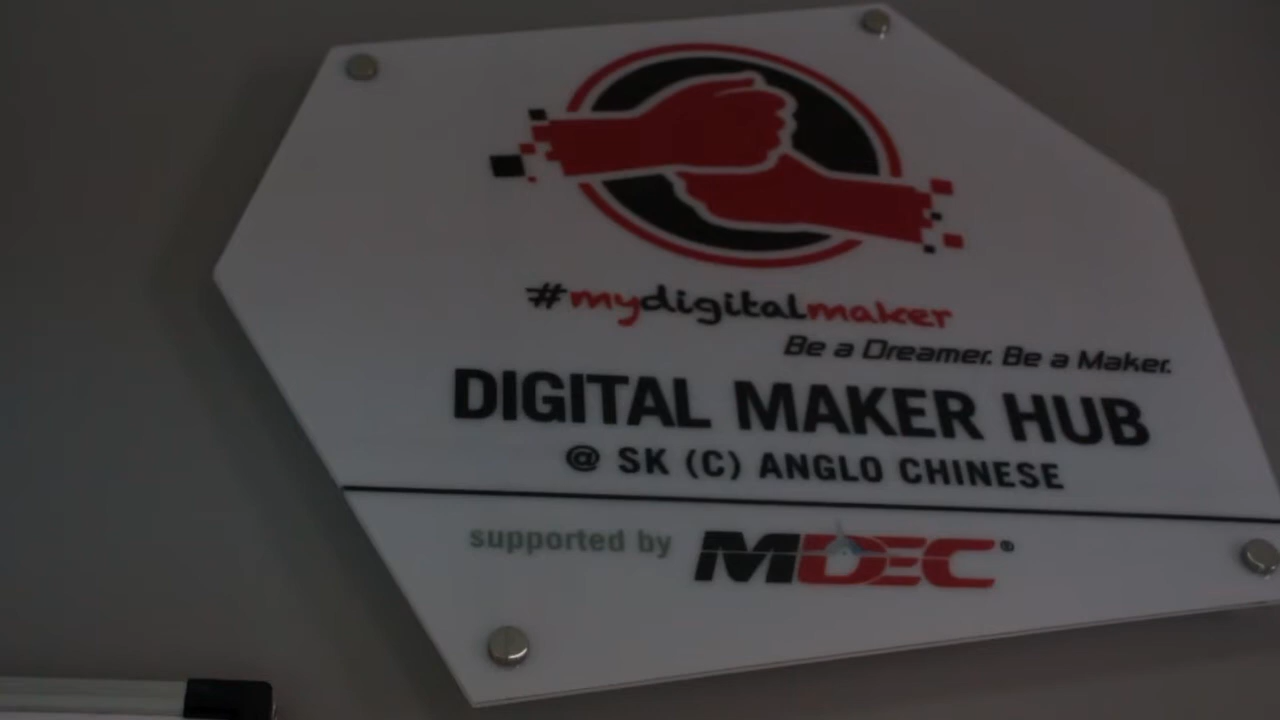 #mydigitalmaker
Be a Dreamer. Be a Maker.
DIGITAL MAKER HUB
@ SK (C) ANGLO CHINESE
supported by MDEC®